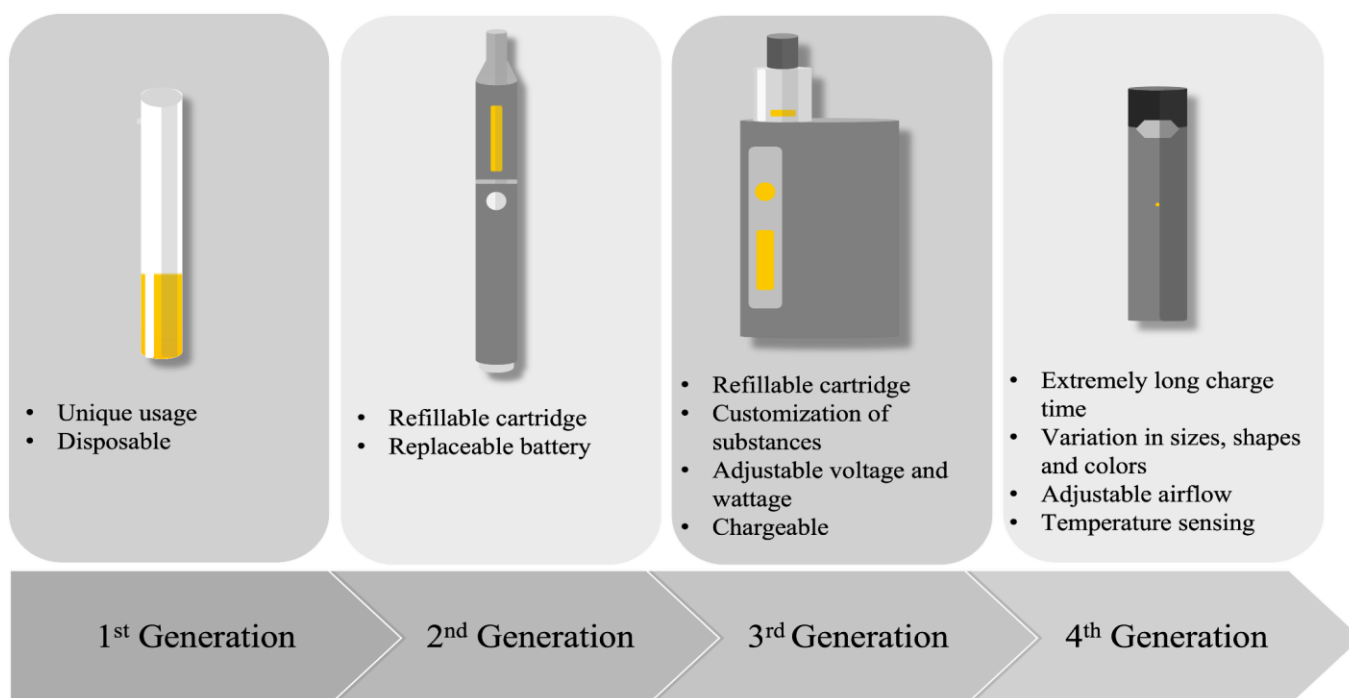 • Unique usage
• Disposable
• Refillable cartridge
• Replaceable battery
• Refillable cartridge
• Customization of
substances
• Adjustable voltage and
wattage
• Chargeable
• Extremely long charge
time
• Variation in sizes, shapes
and colors
• Adjustable airflow
• Temperature sensing
1st Generation
2nd Generation
3rd Generation
4th Generation